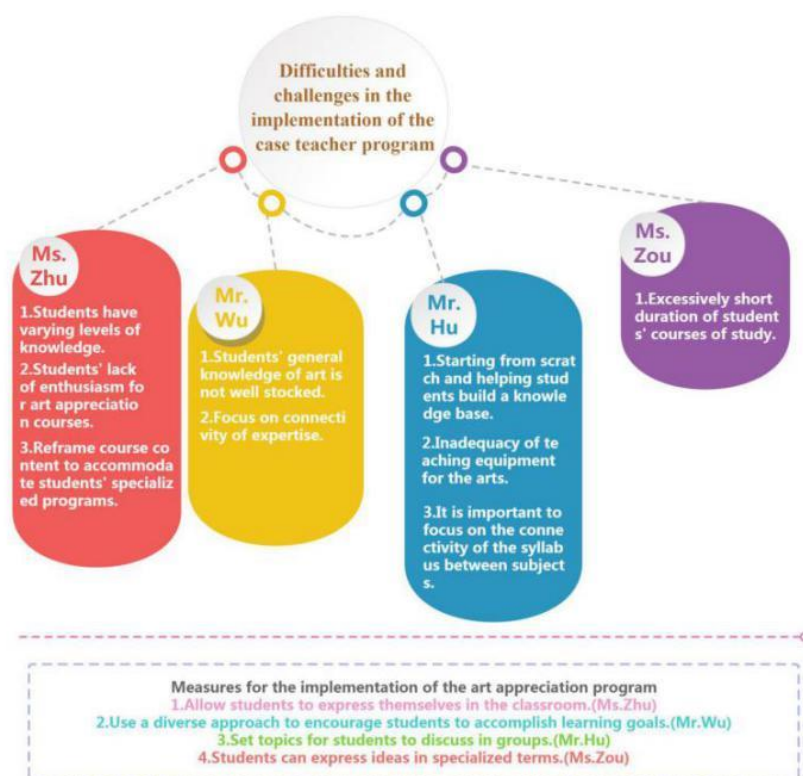 Difficulties and
challenges in the
implementation of the
case teacher program
Ms.
Zhu
1.Students have
varying levels of
knowledge.
2.Students' lack
of enthusiasm fo
r art appreciatio
n courses.
3.Reframe course co
ntent to accommoda
te students' specializ
ed programs.
Mr.
Wu
1.Students' general
knowledge of art is
not well stocked.
2.Focus on connecti
vity of expertise.
Mr.
Hu
1.Starting from scrat
ch and helping stud
ents build a knowle
dge base.
2.Inadequacy of te
aching equipment
for the arts.
3.It is important to
focus on the conne
ctivity of the syllab
us between subject
s.
Ms.
Zou
1.Excessively short
duration of student
s' courses of study.
Measures for the implementation of the art appreciation program
1.Allow students to express themselves in the classroom.(Ms.Zhu)
2.Use a diverse approach to encourage students to accomplish learning goals.(Mr.Wu)
3.Set topics for students to discuss in groups.(Mr.Hu)
4.Students can express ideas in specialized terms.(Ms.Zou)